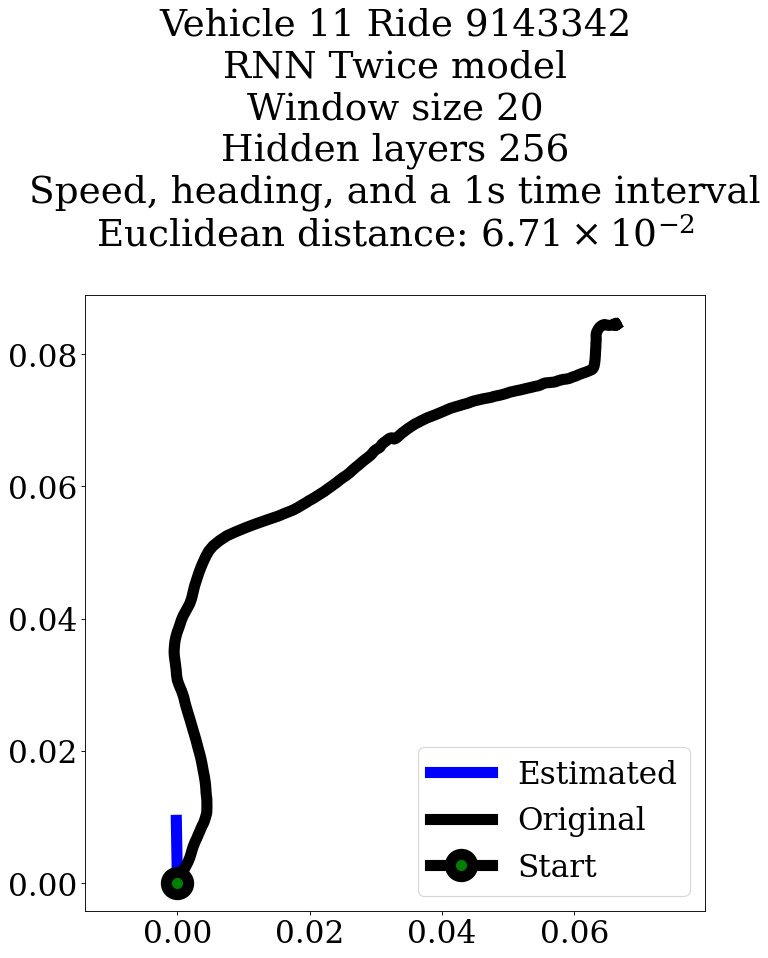 Vehicle 11 Ride 9143342
RNN Twice model
Window size 20
Hidden layers 256
Speed, heading, and a 1s time interval
Euclidean distance: 6.71 × 10⁻²
0.08
0.06
0.04
0.02
0.00
Estimated
Original
Start
0.00 0.02 0.04 0.06